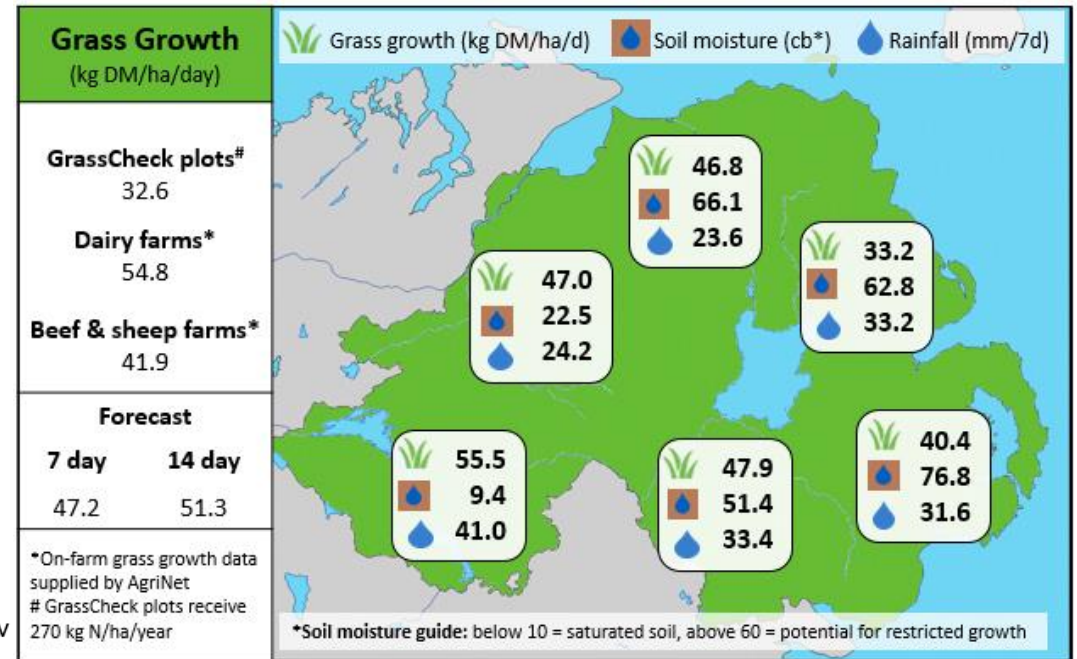 Grass Growth
(kg DM/ha/day)
GrassCheck plots#
32.6
Dairy farms*
54.8
Beef & sheep farms*
41.9
Forecast
7 day 14 day
47.2 51.3
*On-farm grass growth data
supplied by AgriNet
# GrassCheck plots receive
270 kg N/ha/year
v
Grass growth (kg DM/ha/d) Soil moisture (cb*) Rainfall (mm/7d)
46.8
66.1
23.6
33.2
62.8
33.2
47.0
22.5
24.2
55.5
9.4
41.0
47.9
51.4
33.4
40.4
76.8
31.6
*Soil moisture guide: below 10 = saturated soil, above 60 = potential for restricted growth